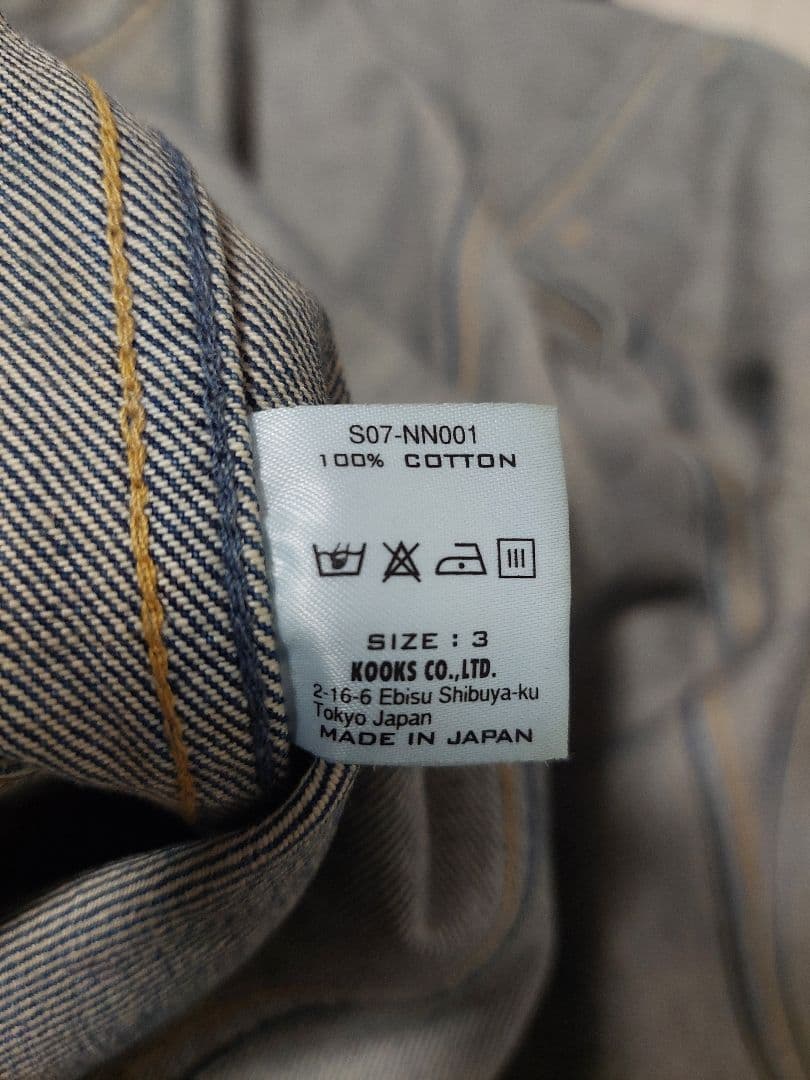 S07-NN001
100% COTTON
SIZE : 3
KOOKS CO.,LTD.
2-16-6 Ebisu Shibuya-ku
Tokyo Japan
MADE IN JAPAN